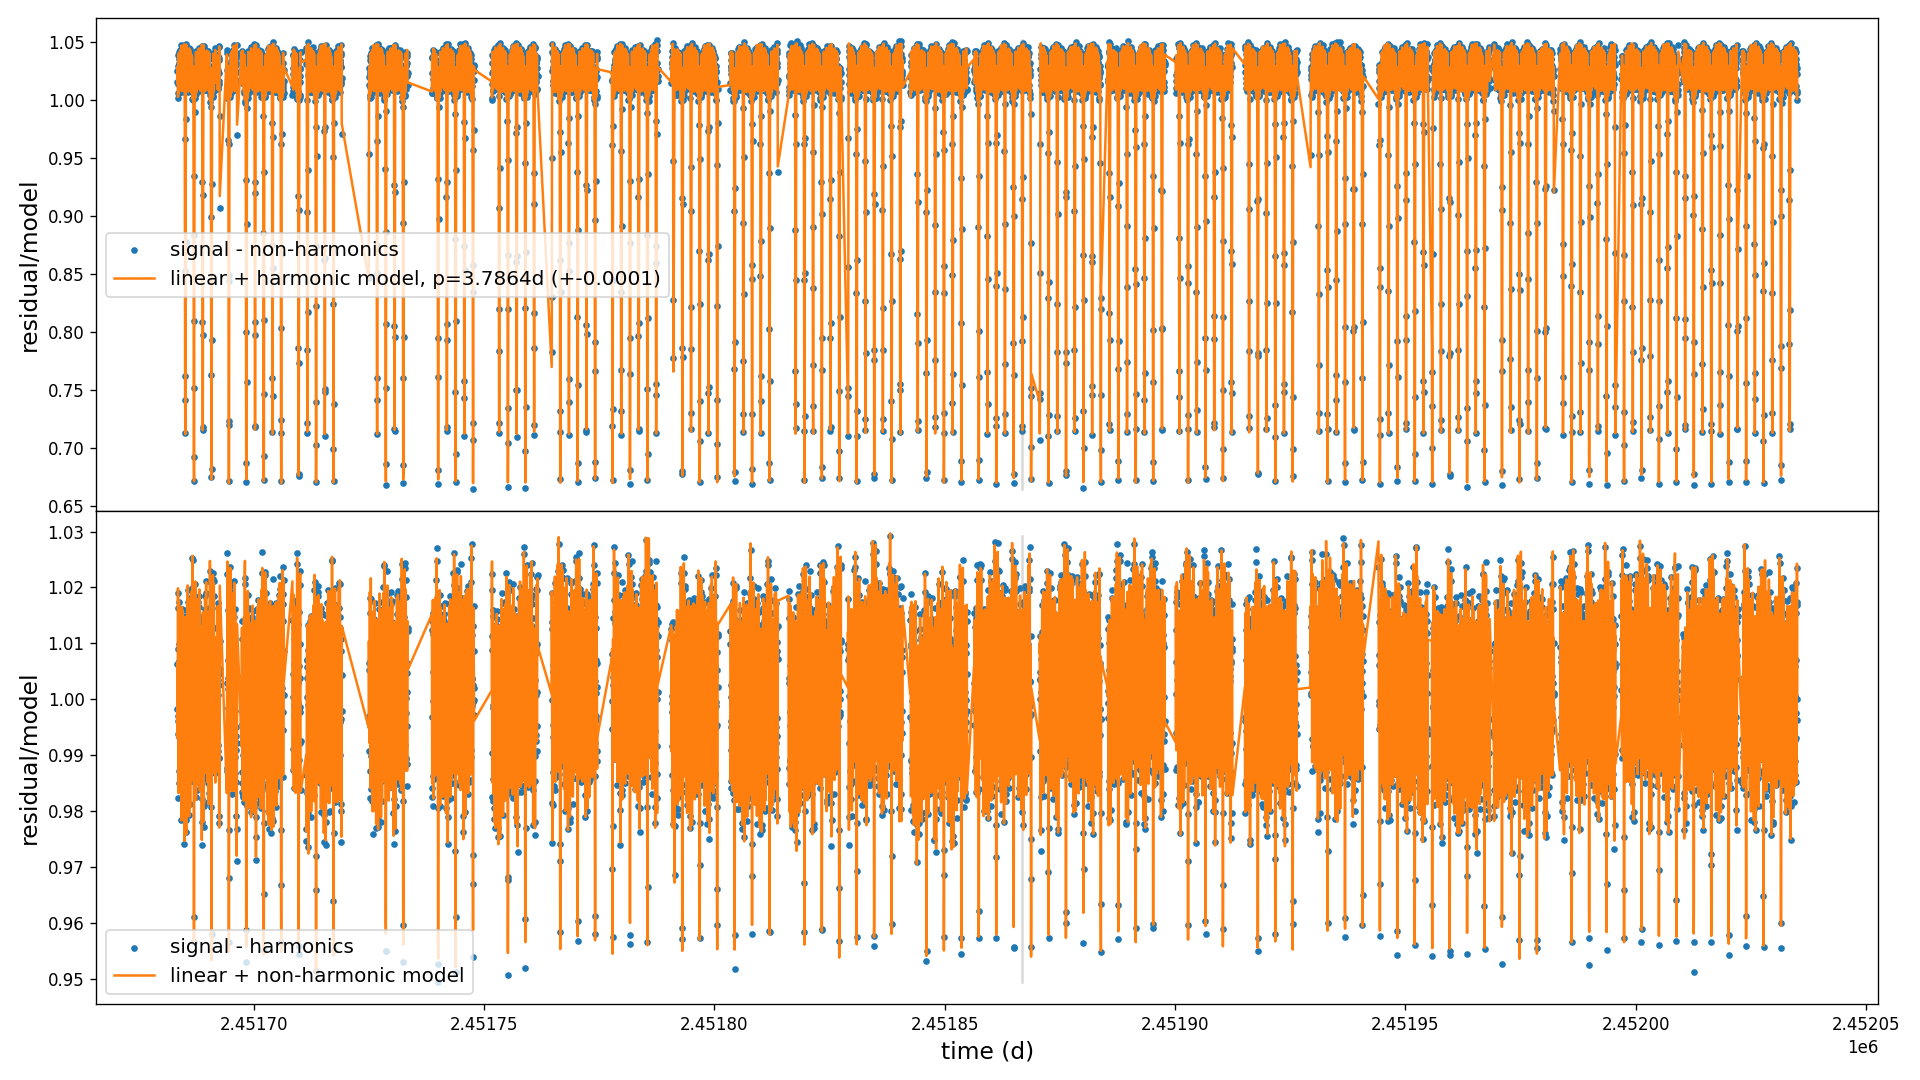 residual/model
1.05
1.00
0.95
0.90
0.85
0.80
0.75
0.70
0.65
signal - non-harmonics
linear + harmonic model, p=3.7864d (+-0.0001)
residual/model
1.03
1.02
1.01
1.00
0.99
0.98
0.97
0.96
0.95
signal - harmonics
linear + non-harmonic model
2.45170 2.45175 2.45180 2.45185 2.45190 2.45195 2.45200 2.45205
time (d)
1e6